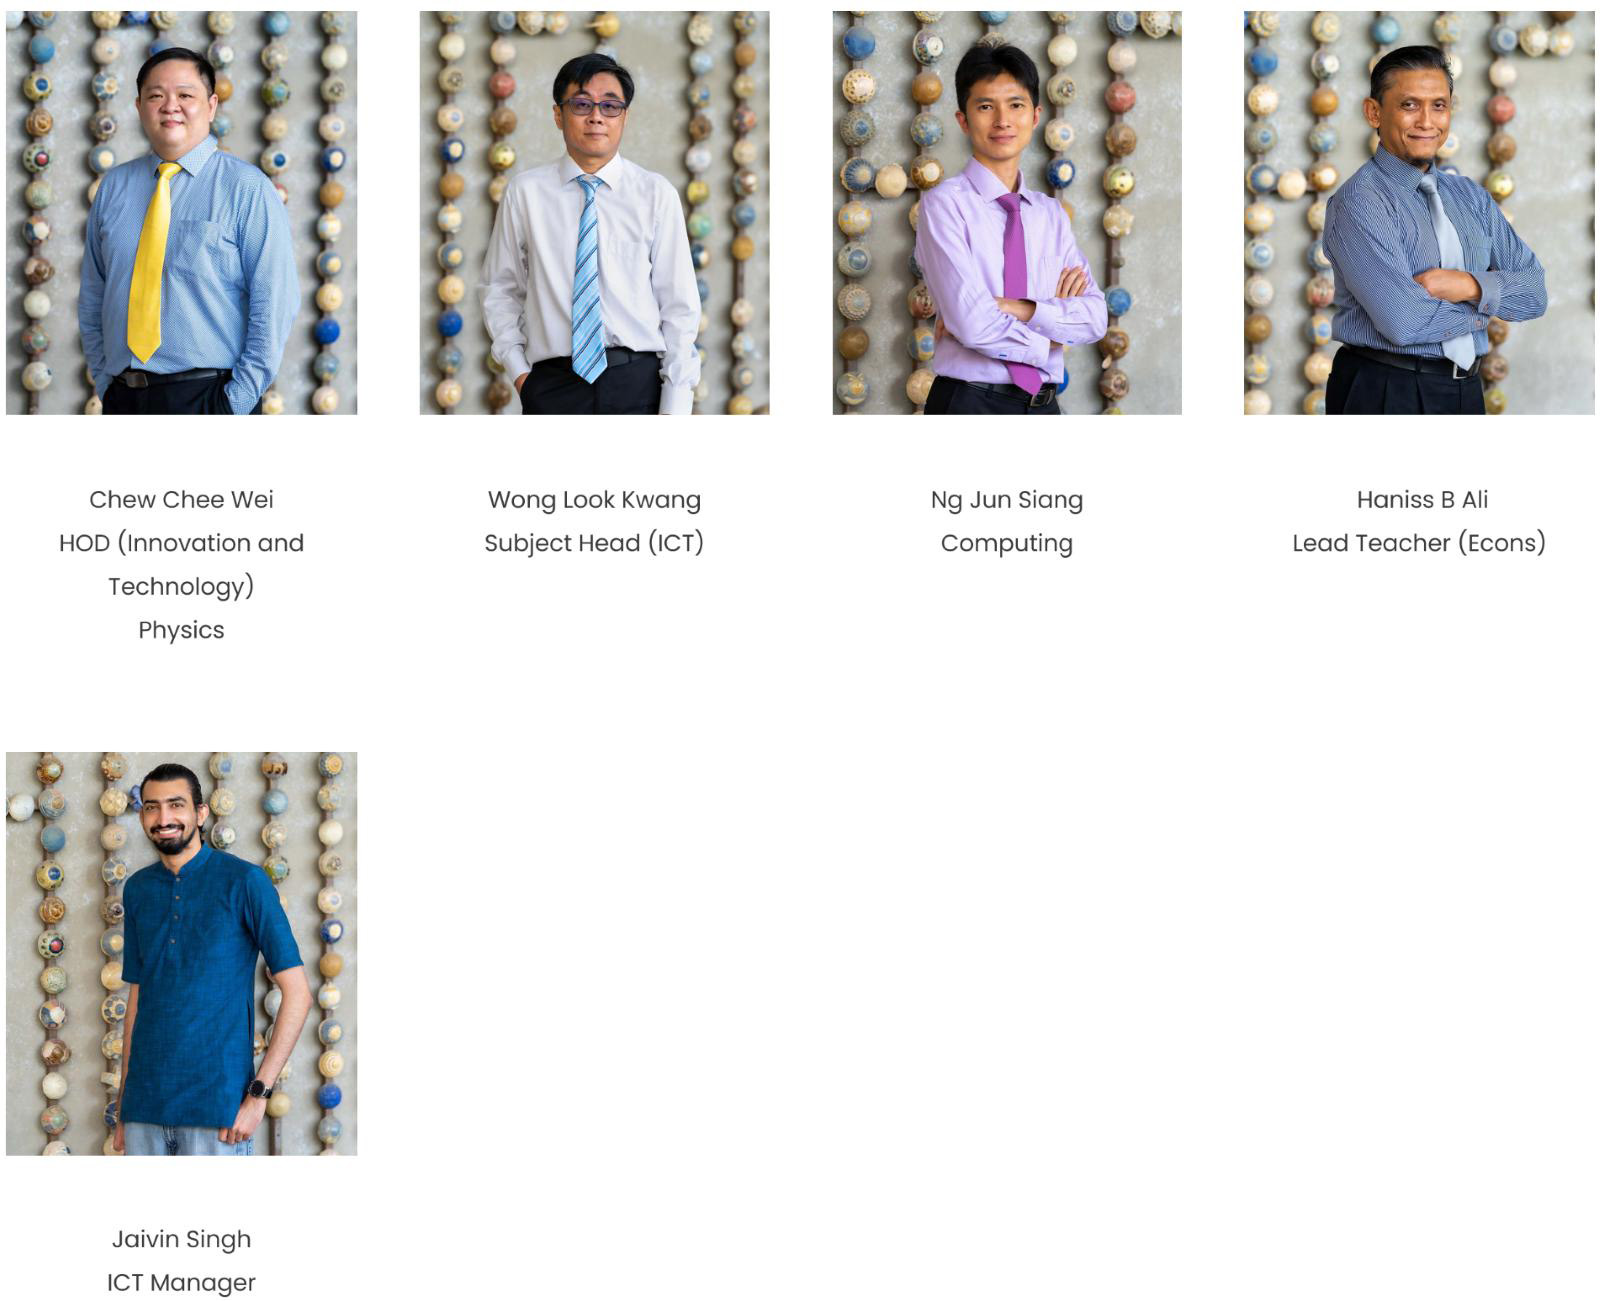 Chew Chee Wei
HOD (Innovation and
Technology)
Physics
Wong Look Kwang
Subject Head (ICT)
Ng Jun Siang
Computing
Haniss B Ali
Lead Teacher (Econs)
Jaivin Singh
ICT Manager